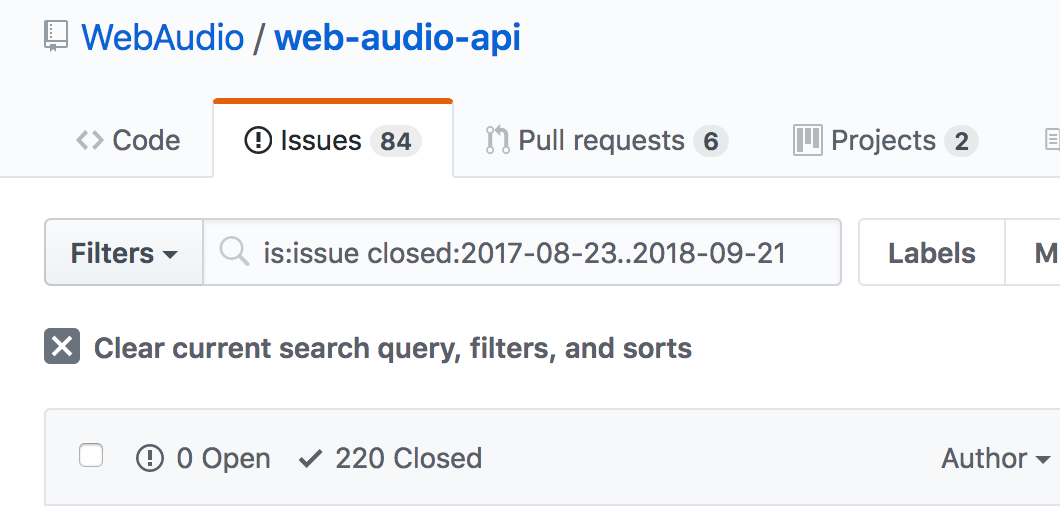 WebAudio / web-audio-api
Code Issues 84 Pull requests 6 Projects 2
Filters is:issue closed:2017-08-23..2018-09-21 Labels M
Clear current search query, filters, and sorts
0 Open 220 Closed Author